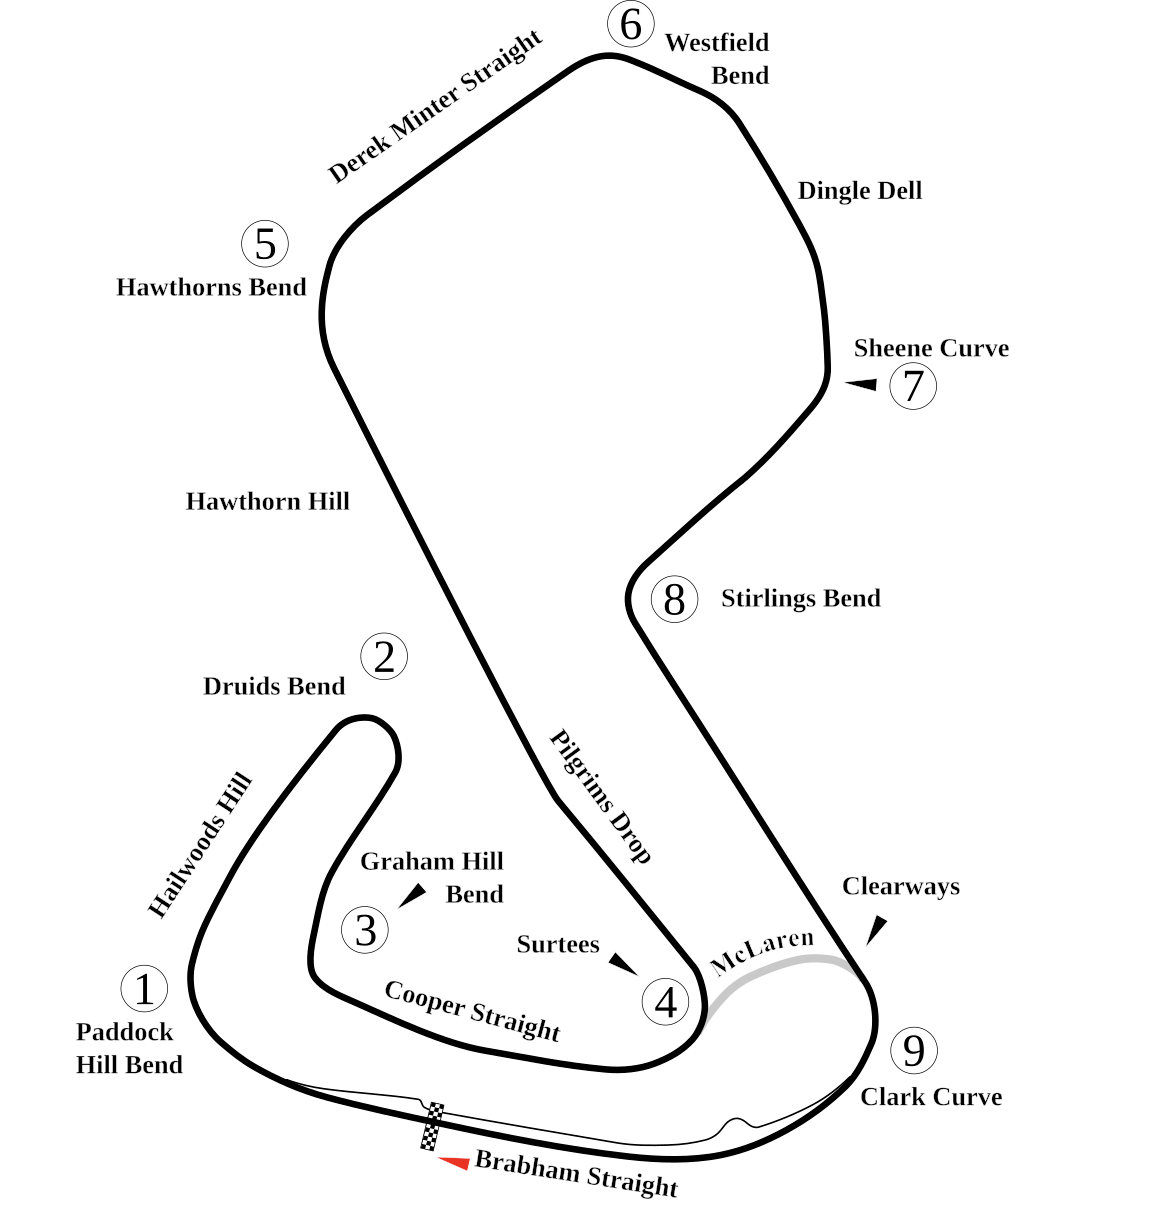 6
Westfield
Bend
Derek Minter Straight
Dingle Dell
5
Hawthorns Bend
Sheene Curve
7
Hawthorn Hill
8
Stirlings Bend
2
Druids Bend
Pilgrims Drop
Hailwoods Hill
Graham Hill
Bend
3
Clearways
McLaren
Surtees
4
1
Paddock
Hill Bend
Cooper Straight
9
Clark Curve
Brabham Straight